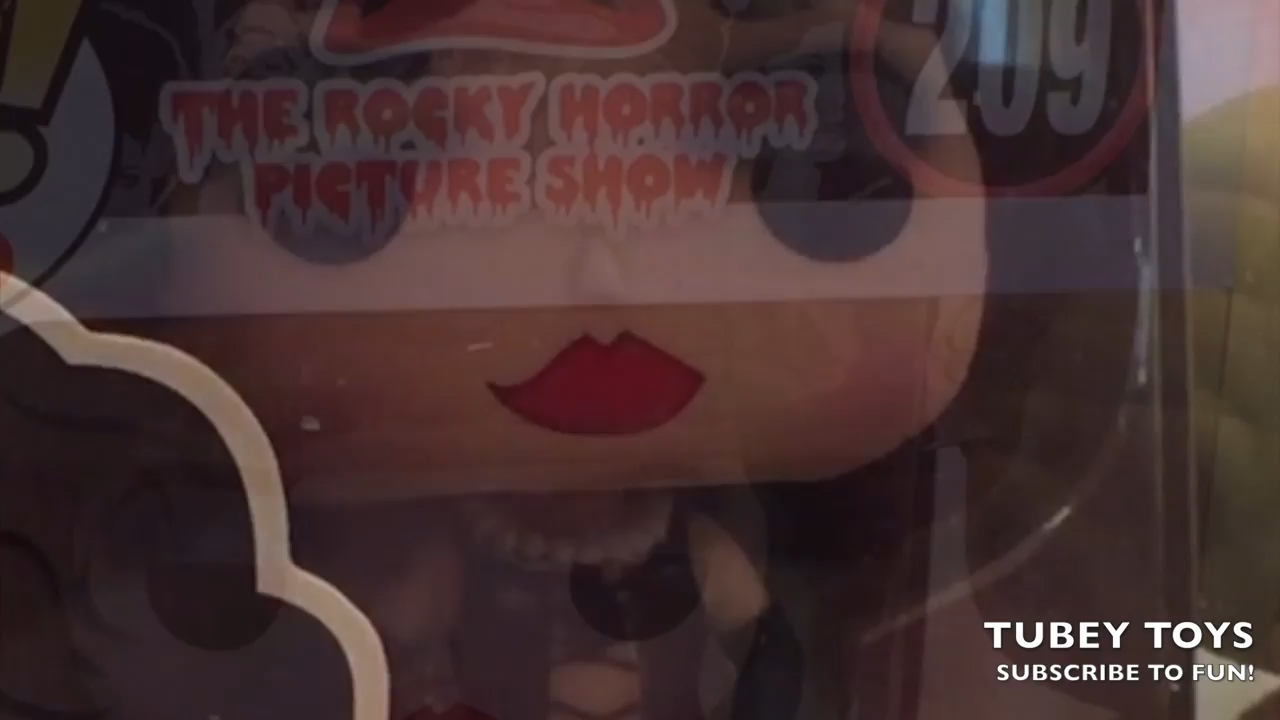 209
THE ROCKY HORROR
PICTURE SHOW
TUBEY TOYS
SUBSCRIBE TO FUN!